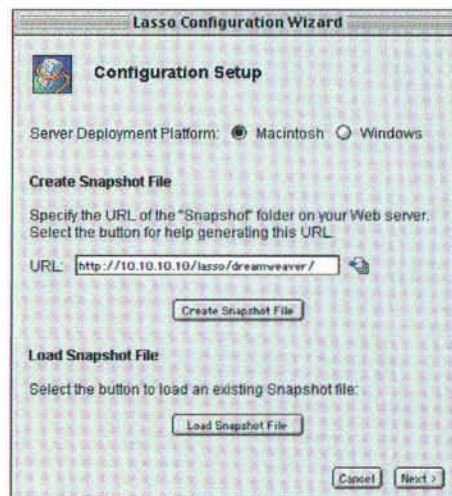 Lasso Configuration Wizard
Configuration Setup
Server Deployment Platform: Macintosh Windows
Create Snapshot File
Specify the URL of the "Snapshot" folder on your Web server.
Select the button for help generating this URL
URL: http://10.10.10.10/lasso/dreamweaver/
Create Snapshot File
Load Snapshot File
Select the button to load an existing Snapshot file:
Load Snapshot File
Cancel Next >